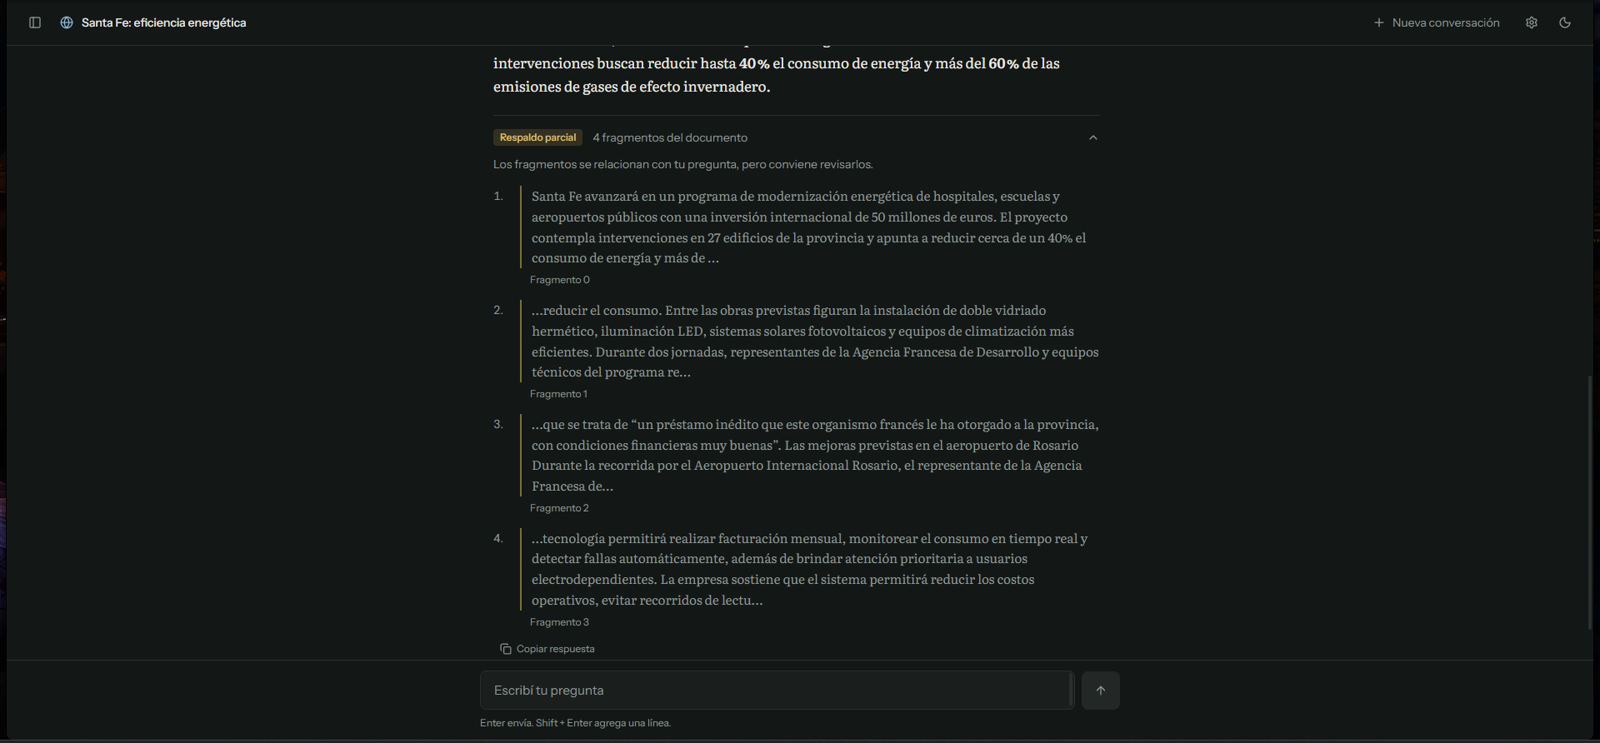 Santa Fe: eficiencia energética
Nueva conversación
intervenciones buscan reducir hasta 40 % el consumo de energía y más del 60 % de las
emisiones de gases de efecto invernadero.
Respaldo parcial 4 fragmentos del documento
Los fragmentos se relacionan con tu pregunta, pero conviene revisarlos.
1. Santa Fe avanzará en un programa de modernización energética de hospitales, escuelas y
aeropuertos públicos con una inversión internacional de 50 millones de euros. El proyecto
contempla intervenciones en 27 edificios de la provincia y apunta a reducir cerca de un 40% el
consumo de energía y más de ...
Fragmento 0
2. ...reducir el consumo. Entre las obras previstas figuran la instalación de doble vidriado
hermético, iluminación LED, sistemas solares fotovoltaicos y equipos de climatización más
eficientes. Durante dos jornadas, representantes de la Agencia Francesa de Desarrollo y equipos
técnicos del programa re...
Fragmento 1
3. ...que se trata de “un préstamo inédito que este organismo francés le ha otorgado a la provincia,
con condiciones financieras muy buenas”. Las mejoras previstas en el aeropuerto de Rosario
Durante la recorrida por el Aeropuerto Internacional Rosario, el representante de la Agencia
Francesa de...
Fragmento 2
4. ...tecnología permitirá realizar facturación mensual, monitorear el consumo en tiempo real y
detectar fallas automáticamente, además de brindar atención prioritaria a usuarios
electrodependientes. La empresa sostiene que el sistema permitirá reducir los costos
operativos, evitar recorridos de lectu...
Fragmento 3
Copiar respuesta
Escribí tu pregunta
Enter envía. Shift + Enter agrega una línea.